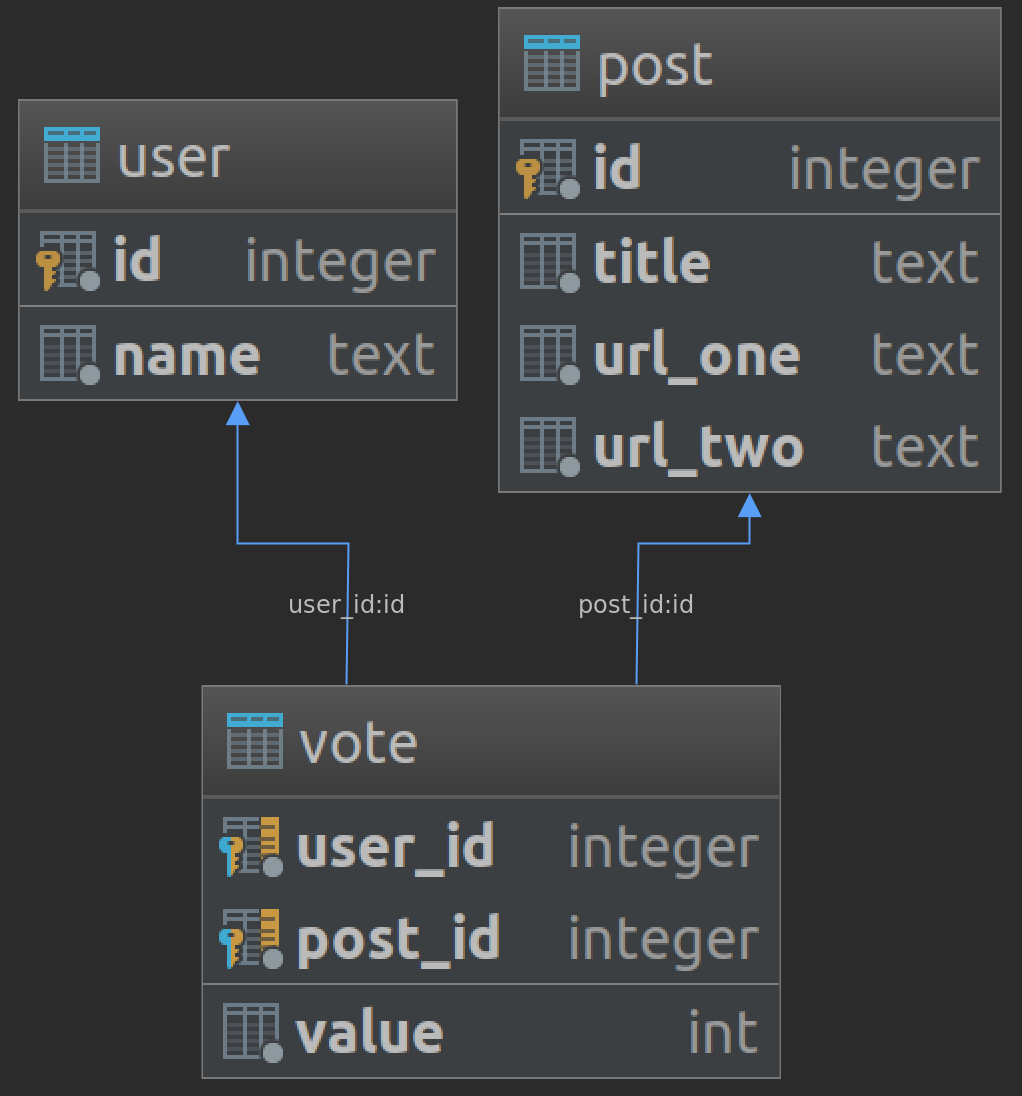 user
id integer
name text
post
id integer
title text
url_one text
url_two text
user_id:id
post_id:id
vote
user_id integer
post_id integer
value int